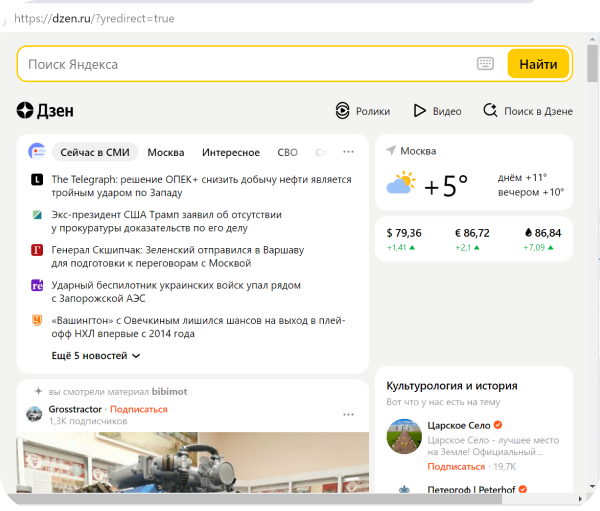 https://dzen.ru/?yredirect=true
Поиск Яндекса
Найти
Дзен
Ролики
Видео
Поиск в Дзене
Сейчас в СМИ
Москва
Интересное
СВО
The Telegraph: решение ОПЕК+ снизить добычу нефти является
тройным ударом по Западу
Экс-президент США Трамп заявил об отсутствии
у прокуратуры доказательств по его делу
Генерал Скшипчак: Зеленский отправился в Варшаву
для подготовки к переговорам с Москвой
Ударный беспилотник украинских войск упал рядом
с Запорожской АЭС
«Вашингтон» с Овечкиным лишился шансов на выход в плей-
офф НХЛ впервые с 2014 года
Ещё 5 новостей
Москва
+5°
днём +11°
вечером +10°
$ 79,36
€ 86,72
86,84
+1,41
+2,1
+7,09
вы смотрели материал bibimot
Grosstractor · Подписаться
1,3К подписчиков
Культурология и история
Вот что у нас есть на тему
Царское Село
Царское Село - лучшее место
на Земле! Официальный...
Подписаться · 19,7К
Петергоф | Peterhof